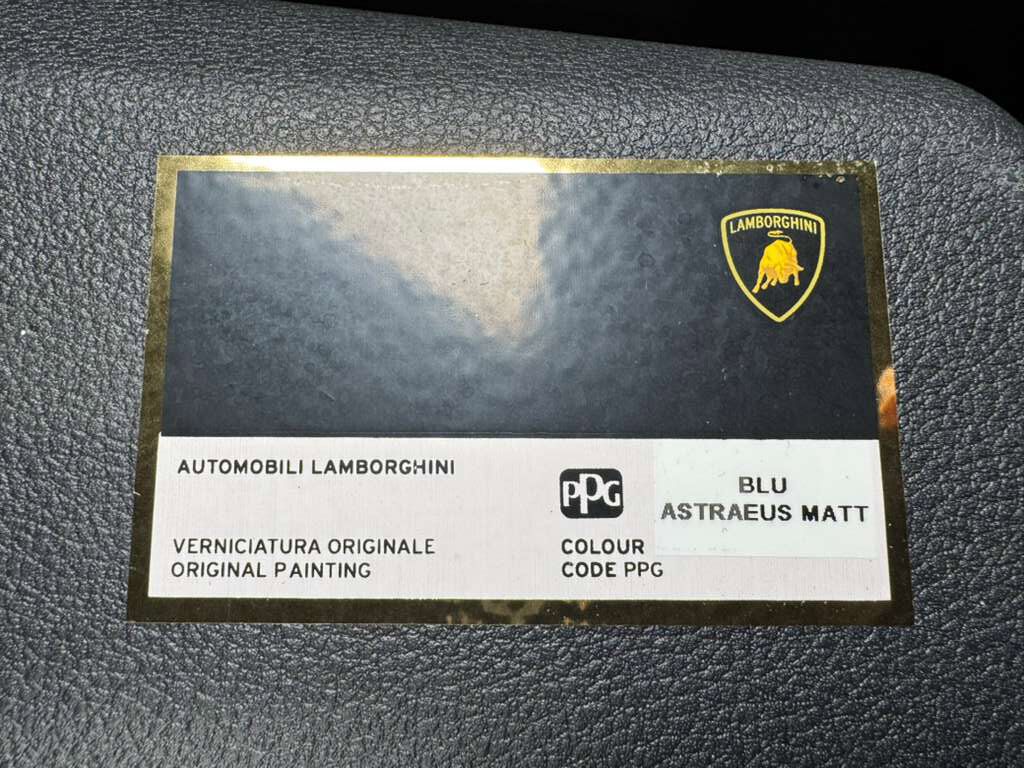 LAMBORGHINI
AUTOMOBILI LAMBORGHINI
PPG
BLU
ASTRAEUS MATT
VERNICIATURA ORIGINALE
ORIGINAL PAINTING
COLOUR
CODE PPG